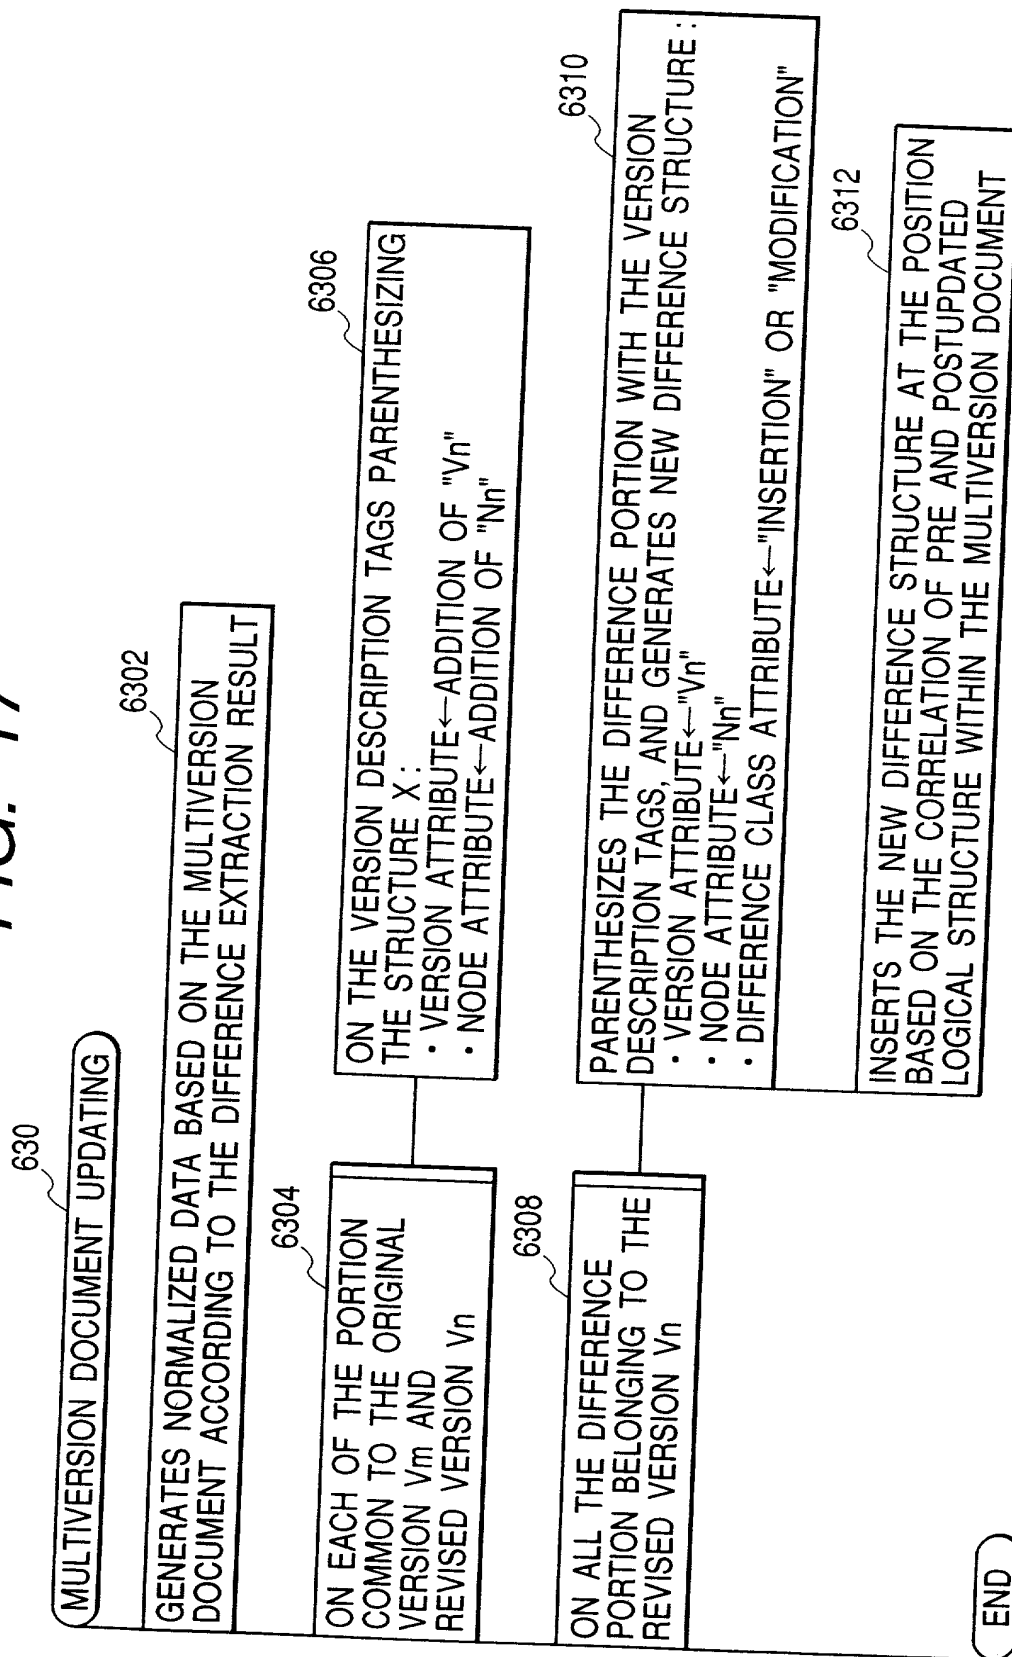 FIG. 17
630
MULTIVERSION DOCUMENT UPDATING
6302
GENERATES NORMALIZED DATA BASED ON THE MULTIVERSION
DOCUMENT ACCORDING TO THE DIFFERENCE EXTRACTION RESULT
6304
ON EACH OF THE PORTION
COMMON TO THE ORIGINAL
VERSION Vm AND
REVISED VERSION Vn
6306
ON THE VERSION DESCRIPTION TAGS PARENTHESIZING
THE STRUCTURE X :
· VERSION ATTRIBUTE←ADDITION OF "Vn"
· NODE ATTRIBUTE←ADDITION OF "Nn"
6308
ON ALL THE DIFFERENCE
PORTION BELONGING TO THE
REVISED VERSION Vn
6310
PARENTHESIZES THE DIFFERENCE PORTION WITH THE VERSION
DESCRIPTION TAGS, AND GENERATES NEW DIFFERENCE STRUCTURE :
· VERSION ATTRIBUTE←"Vn"
· NODE ATTRIBUTE←"Nn"
· DIFFERENCE CLASS ATTRIBUTE←"INSERTION" OR "MODIFICATION"
6312
INSERTS THE NEW DIFFERENCE STRUCTURE AT THE POSITION
BASED ON THE CORRELATION OF PRE AND POSTUPDATED
LOGICAL STRUCTURE WITHIN THE MULTIVERSION DOCUMENT
END